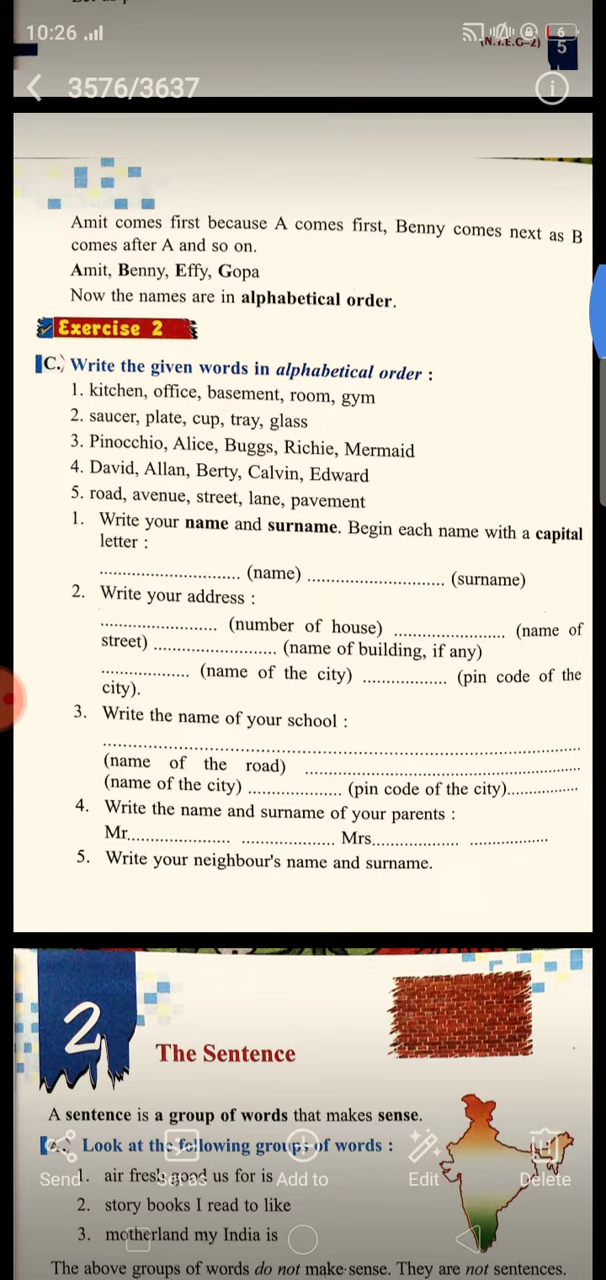 10:26
6
(N.I.E.G–2) 5
3576/3637
Amit comes first because A comes first, Benny comes next as B
comes after A and so on.
Amit, Benny, Effy, Gopa
Now the names are in alphabetical order.
Exercise 2
C. Write the given words in alphabetical order :
1. kitchen, office, basement, room, gym
2. saucer, plate, cup, tray, glass
3. Pinocchio, Alice, Buggs, Richie, Mermaid
4. David, Allan, Berty, Calvin, Edward
5. road, avenue, street, lane, pavement
1. Write your name and surname. Begin each name with a capital
letter :
............................ (name) ........................... (surname)
2. Write your address :
....................... (number of house) ...................... (name of
street) ........................ (name of building, if any)
................. (name of the city) ................ (pin code of the
city).
3. Write the name of your school :
................................................................................
(name of the road) ......................................................
(name of the city) .................. (pin code of the city)..............
4. Write the name and surname of your parents :
Mr.................... .................. Mrs................. ...............
5. Write your neighbour's name and surname.
2
The Sentence
A sentence is a group of words that makes sense.
A. Look at the following groups of words :
1. air fresh good us for is
Send Save as Add to Edit Delete
2. story books I read to like
3. motherland my India is
The above groups of words do not make sense. They are not sentences.